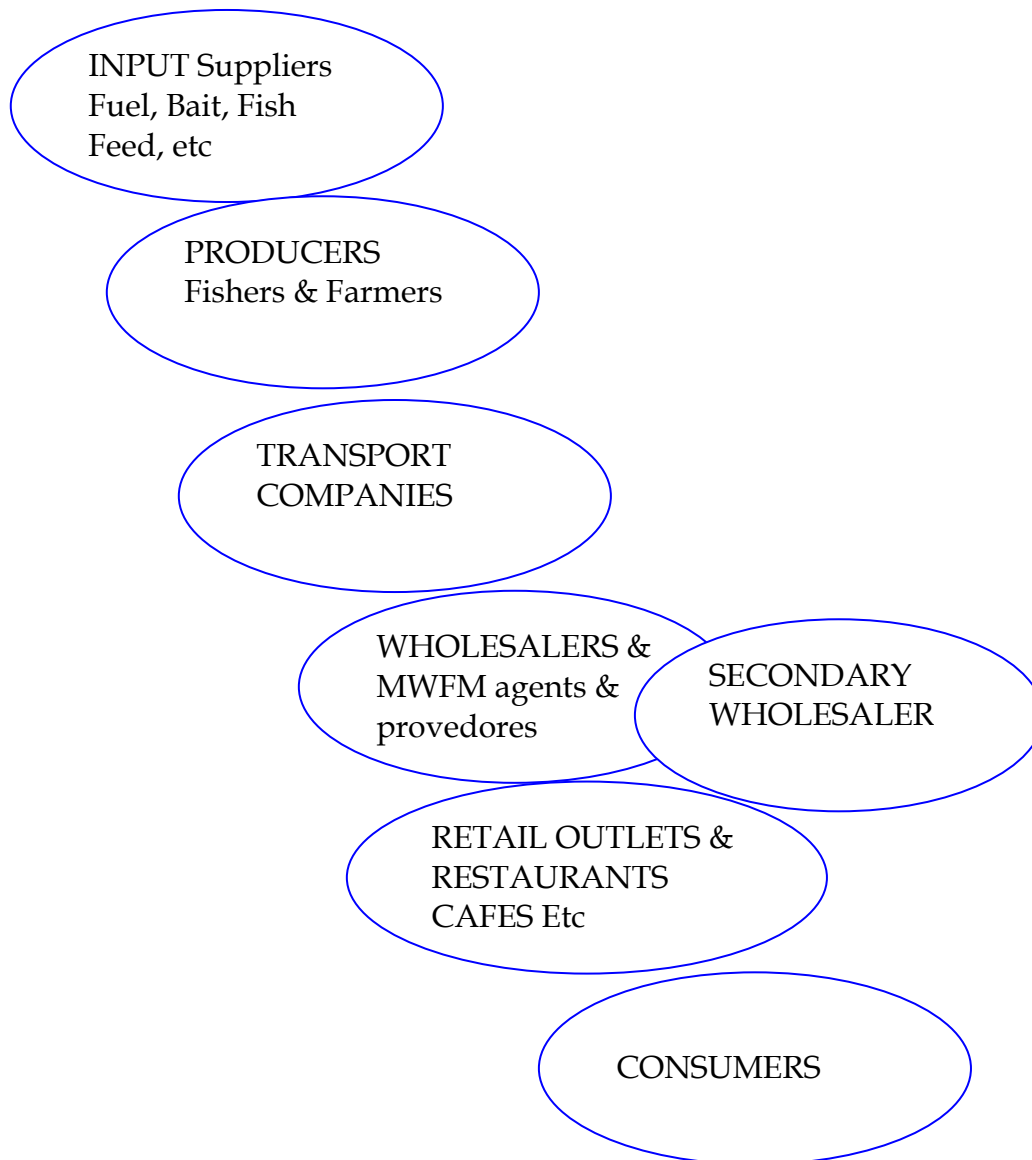 INPUT Suppliers
Fuel, Bait, Fish
Feed, etc
PRODUCERS
Fishers & Farmers
TRANSPORT
COMPANIES
WHOLESALERS &
MWFM agents &
provedores
SECONDARY
WHOLESALER
RETAIL OUTLETS &
RESTAURANTS
CAFES Etc
CONSUMERS